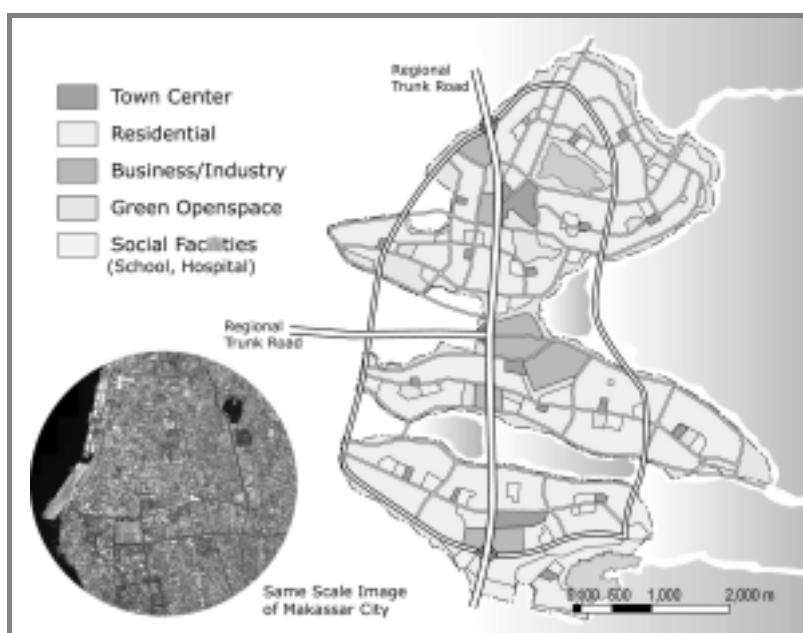 Regional
Trunk Road
Town Center
Residential
Business/Industry
Green Openspace
Social Facilities
(School, Hospital)
Regional
Trunk Road
Same Scale Image
of Makassar City
500
1,000
2,000 m